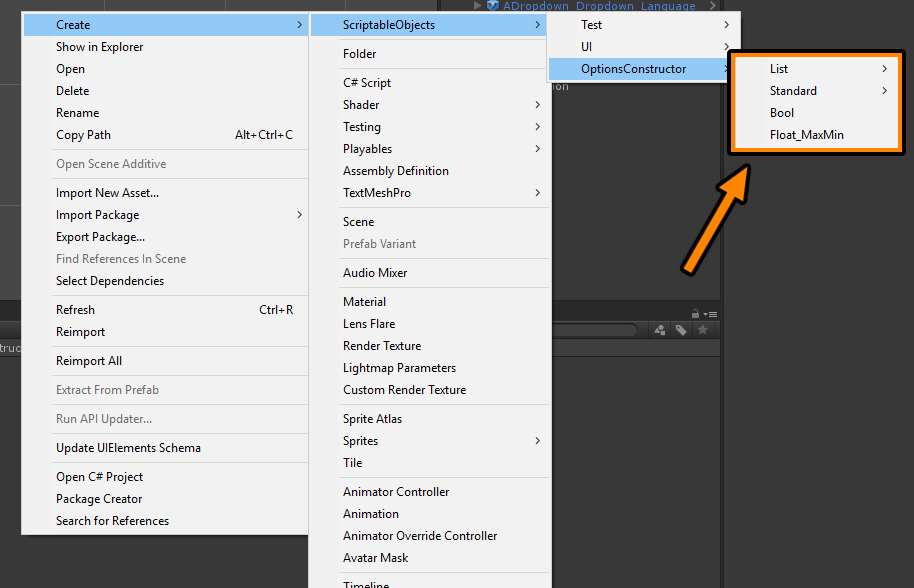 ADropdown_Dropdown_Language
Create
Show in Explorer
Open
Delete
Rename
Copy Path Alt+Ctrl+C
Open Scene Additive
Import New Asset...
Import Package
Export Package...
Find References In Scene
Select Dependencies
Refresh Ctrl+R
Reimport
Reimport All
Extract From Prefab
Run API Updater...
Update UIElements Schema
Open C# Project
Package Creator
Search for References
ScriptableObjects
Folder
C# Script
Shader
Testing
Playables
Assembly Definition
TextMeshPro
Scene
Prefab Variant
Audio Mixer
Material
Lens Flare
Render Texture
Lightmap Parameters
Custom Render Texture
Sprite Atlas
Sprites
Tile
Animator Controller
Animation
Animator Override Controller
Avatar Mask
Timeline
Test
UI
OptionsConstructor
ion
List
Standard
Bool
Float_MaxMin
truc